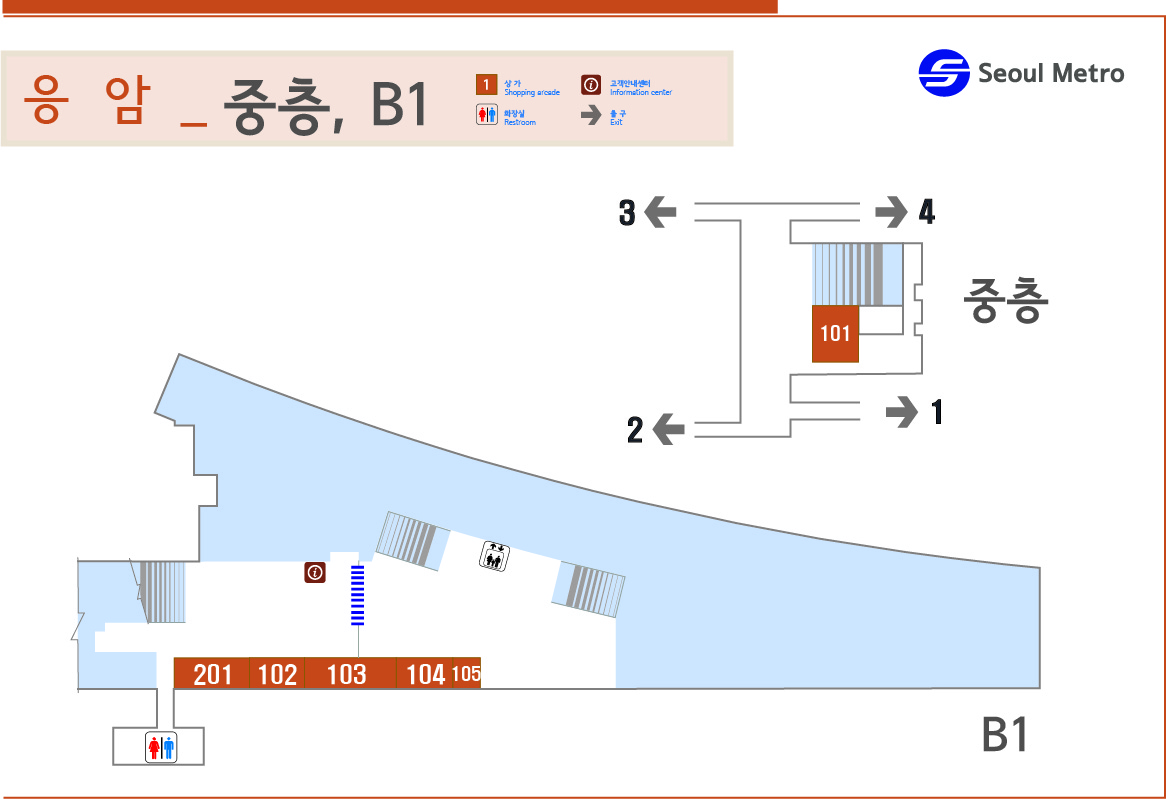 응 암 _ 중층, B1
1 상 가
Shopping arcade
고객안내센터
Information center
화장실
Restroom
출 구
Exit
Seoul Metro
3
4
101
중층
2
1
201 102 103 104 105
B1